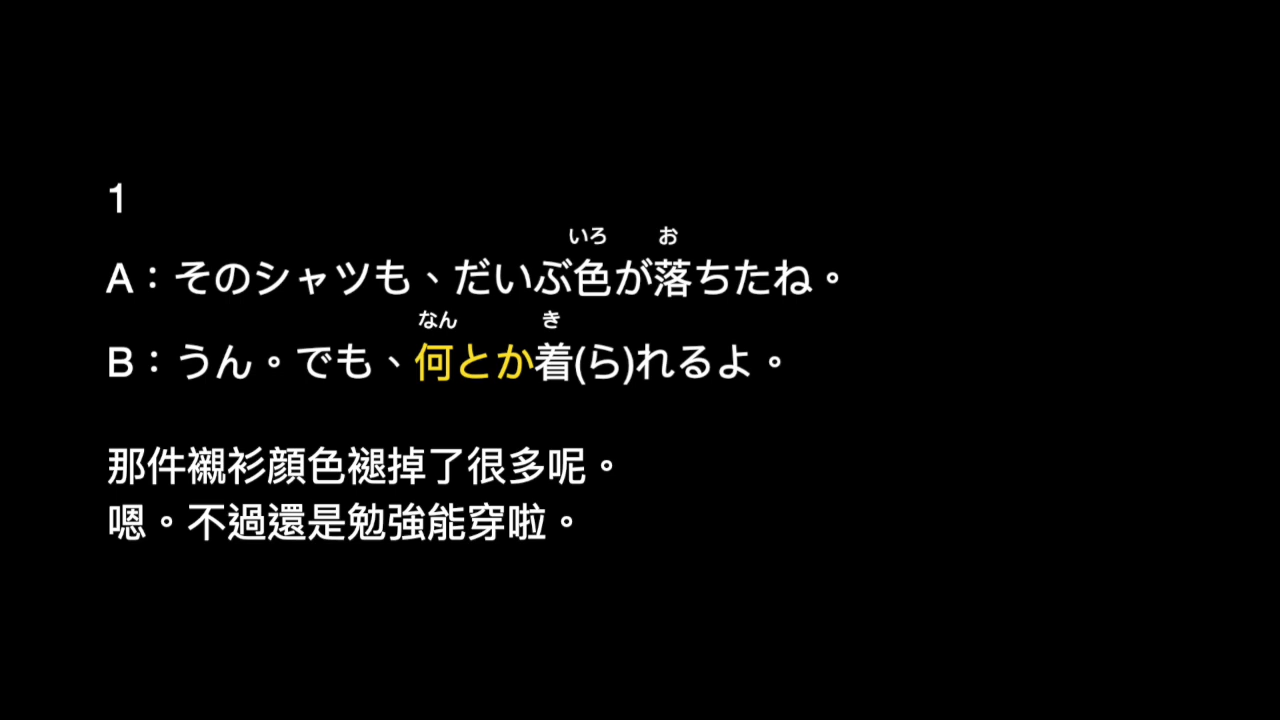 1
いろ お
A：そのシャツも、だいぶ色が落ちたね。
なん き
B：うん。でも、何とか着(ら)れるよ。
那件襯衫顏色褪掉了很多呢。
嗯。不過還是勉強能穿啦。